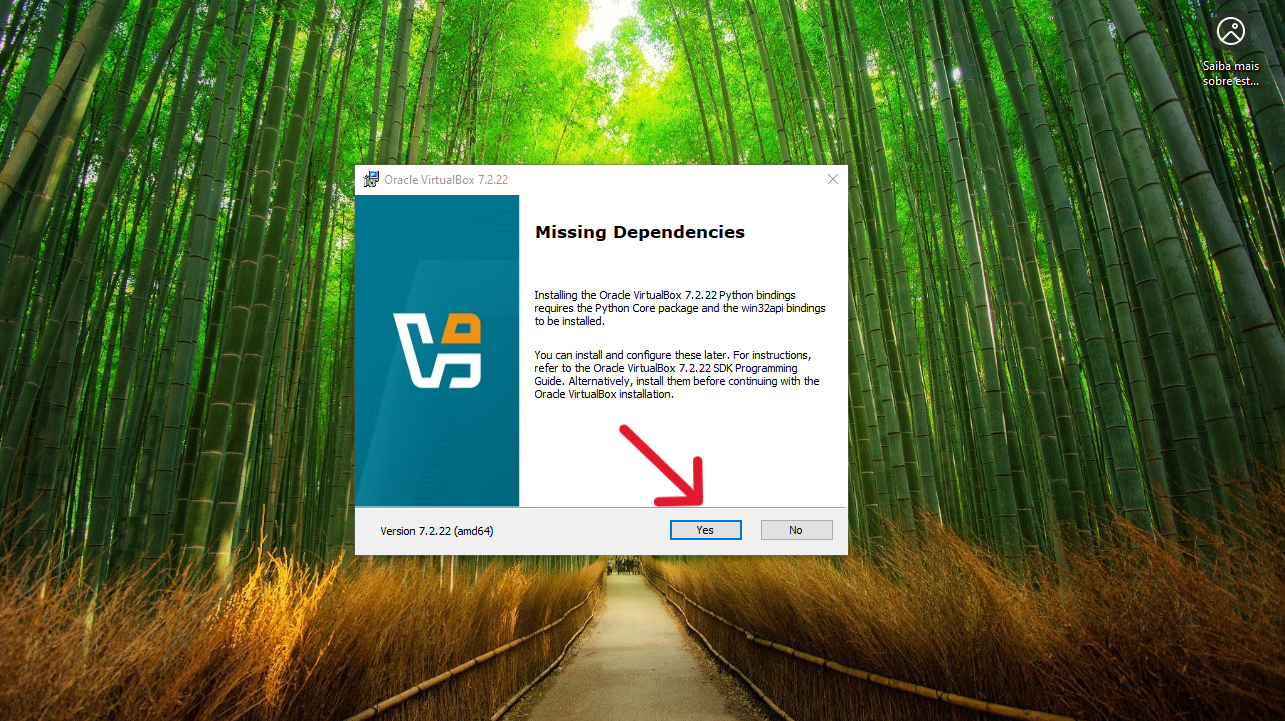 Saiba mais
sobre est...
Oracle VirtualBox 7.2.22
Missing Dependencies
Installing the Oracle VirtualBox 7.2.22 Python bindings
requires the Python Core package and the win32api bindings
to be installed.
You can install and configure these later. For instructions,
refer to the Oracle VirtualBox 7.2.22 SDK Programming
Guide. Alternatively, install them before continuing with the
Oracle VirtualBox installation.
Version 7.2.22 (amd64)
Yes
No